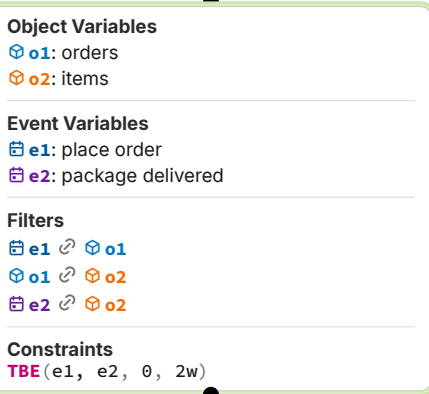 Object Variables
o1: orders
o2: items
Event Variables
e1: place order
e2: package delivered
Filters
e1 o1
o1 o2
e2 o2
Constraints
TBE(e1, e2, 0, 2w)